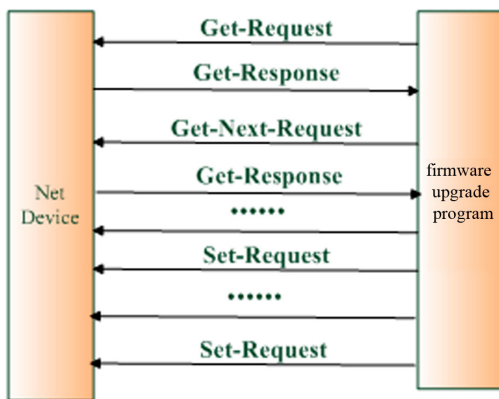 Get-Request
Get-Response
Get-Next-Request
Get-Response
......
Set-Request
......
Set-Request
Net
Device
firmware
upgrade
program